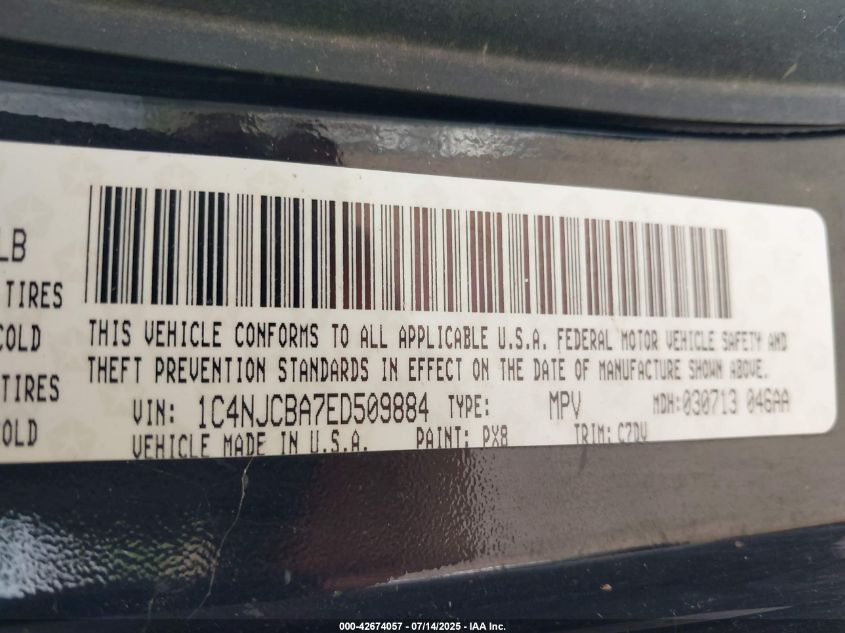 LB
TIRES
COLD
TIRES
OLD
THIS VEHICLE CONFORMS TO ALL APPLICABLE U.S.A. FEDERAL MOTOR VEHICLE SAFETY AND
THEFT PREVENTION STANDARDS IN EFFECT ON THE DATE OF MANUFACTURE SHOWN ABOVE.
VIN: 1C4NJCBA7ED509884 TYPE: MPV MDH:030713 046AA
VEHICLE MADE IN U.S.A. PAINT: PX8 TRIM: C7DV
000-42674057 - 07/14/2025 - IAA Inc.